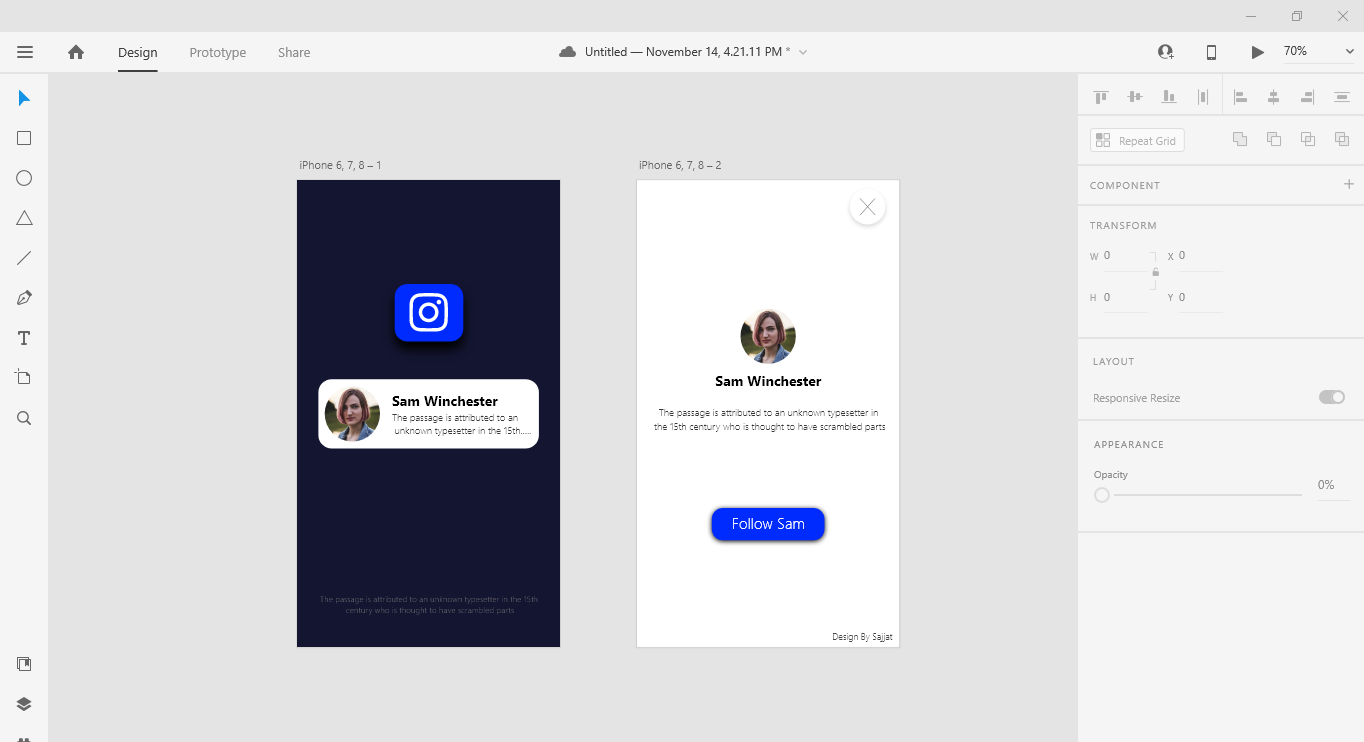 Design
Prototype
Share
Untitled — November 14, 4.21.11 PM *
70%
iPhone 6, 7, 8 – 1
iPhone 6, 7, 8 – 2
Sam Winchester
The passage is attributed to an
unknown typesetter in the 15th.....
The passage is attributed to an unknown typesetter in the 15th
century who is thought to have scrambled parts
Sam Winchester
The passage is attributed to an unknown typesetter in
the 15th century who is thought to have scrambled parts
Follow Sam
Design By Sajjat
Repeat Grid
COMPONENT
TRANSFORM
W 0
X 0
H 0
Y 0
LAYOUT
Responsive Resize
APPEARANCE
Opacity
0%